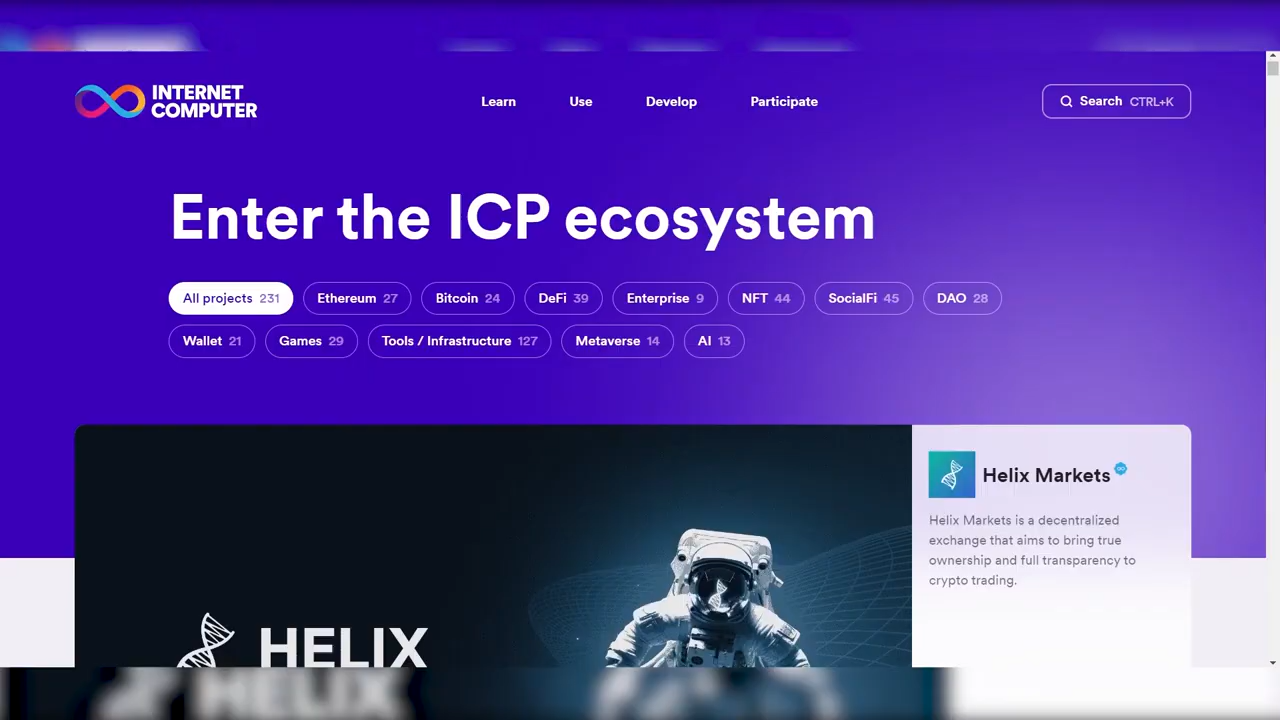 INTERNET
COMPUTER
Learn Use Develop Participate
Search CTRL+K
Enter the ICP ecosystem
All projects 231 Ethereum 27 Bitcoin 24 DeFi 39 Enterprise 9 NFT 44 SocialFi 45 DAO 28
Wallet 21 Games 29 Tools / Infrastructure 127 Metaverse 14 AI 13
Helix Markets
Helix Markets is a decentralized
exchange that aims to bring true
ownership and full transparency to
crypto trading.
HELIX
HELIX